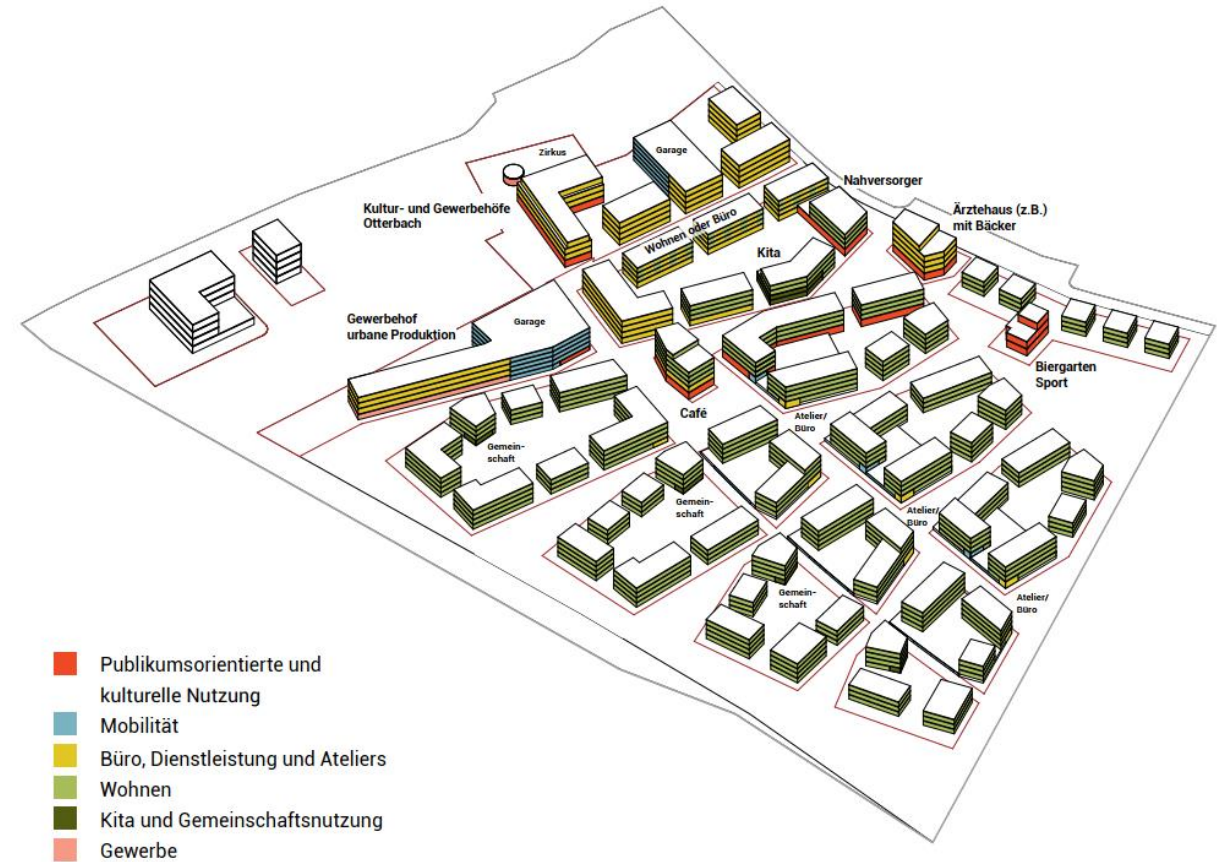 Zirkus
Garage
Nahversorger
Kultur- und Gewerbehöfe
Otterbach
Ärztehaus (z.B.)
mit Bäcker
Wohnen oder Büro
Kita
Gewerbehof
urbane Produktion
Garage
Biergarten
Sport
Café
Atelier/
Büro
Gemein-
schaft
Gemein-
schaft
Atelier/
Büro
Gemein-
schaft
Atelier/
Büro
Publikumsorientierte und
kulturelle Nutzung
Mobilität
Büro, Dienstleistung und Ateliers
Wohnen
Kita und Gemeinschaftsnutzung
Gewerbe